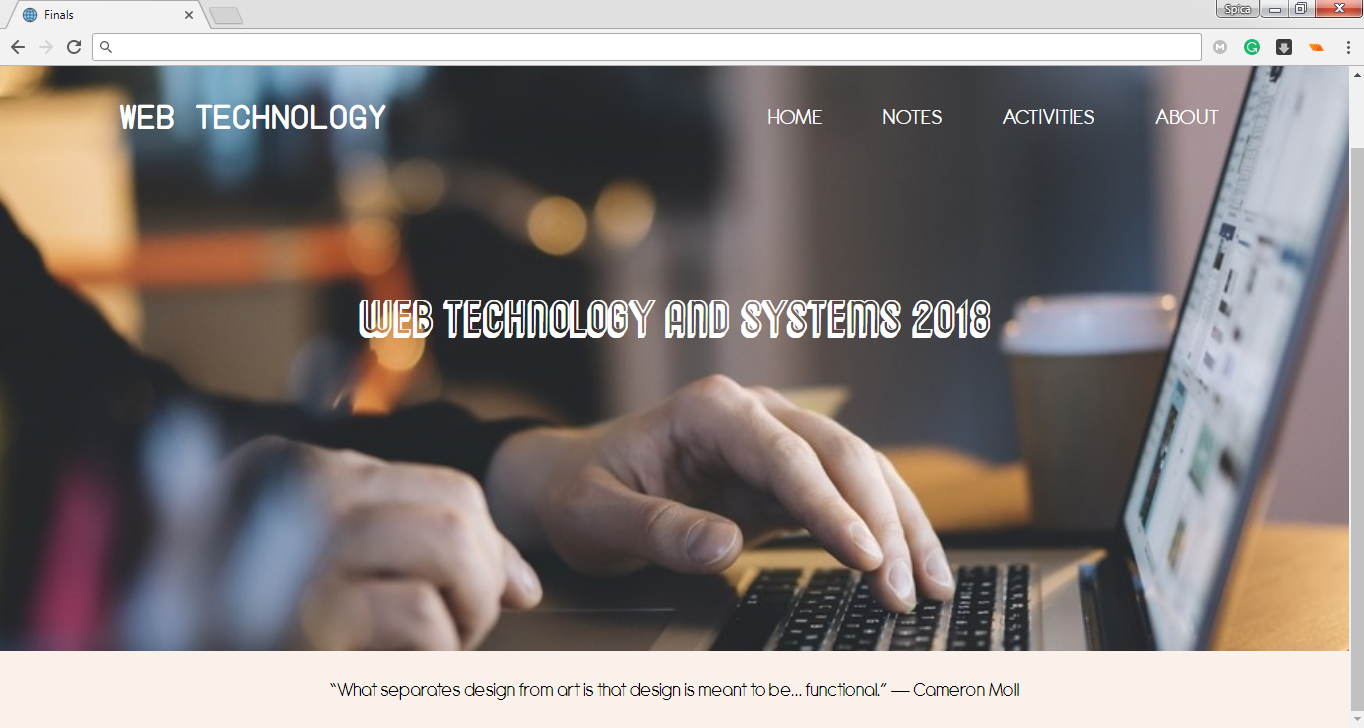 Finals
Spica
WEB TECHNOLOGY
HOME NOTES ACTIVITIES ABOUT
WEB TECHNOLOGY AND SYSTEMS 2018
“What separates design from art is that design is meant to be... functional.” — Cameron Moll